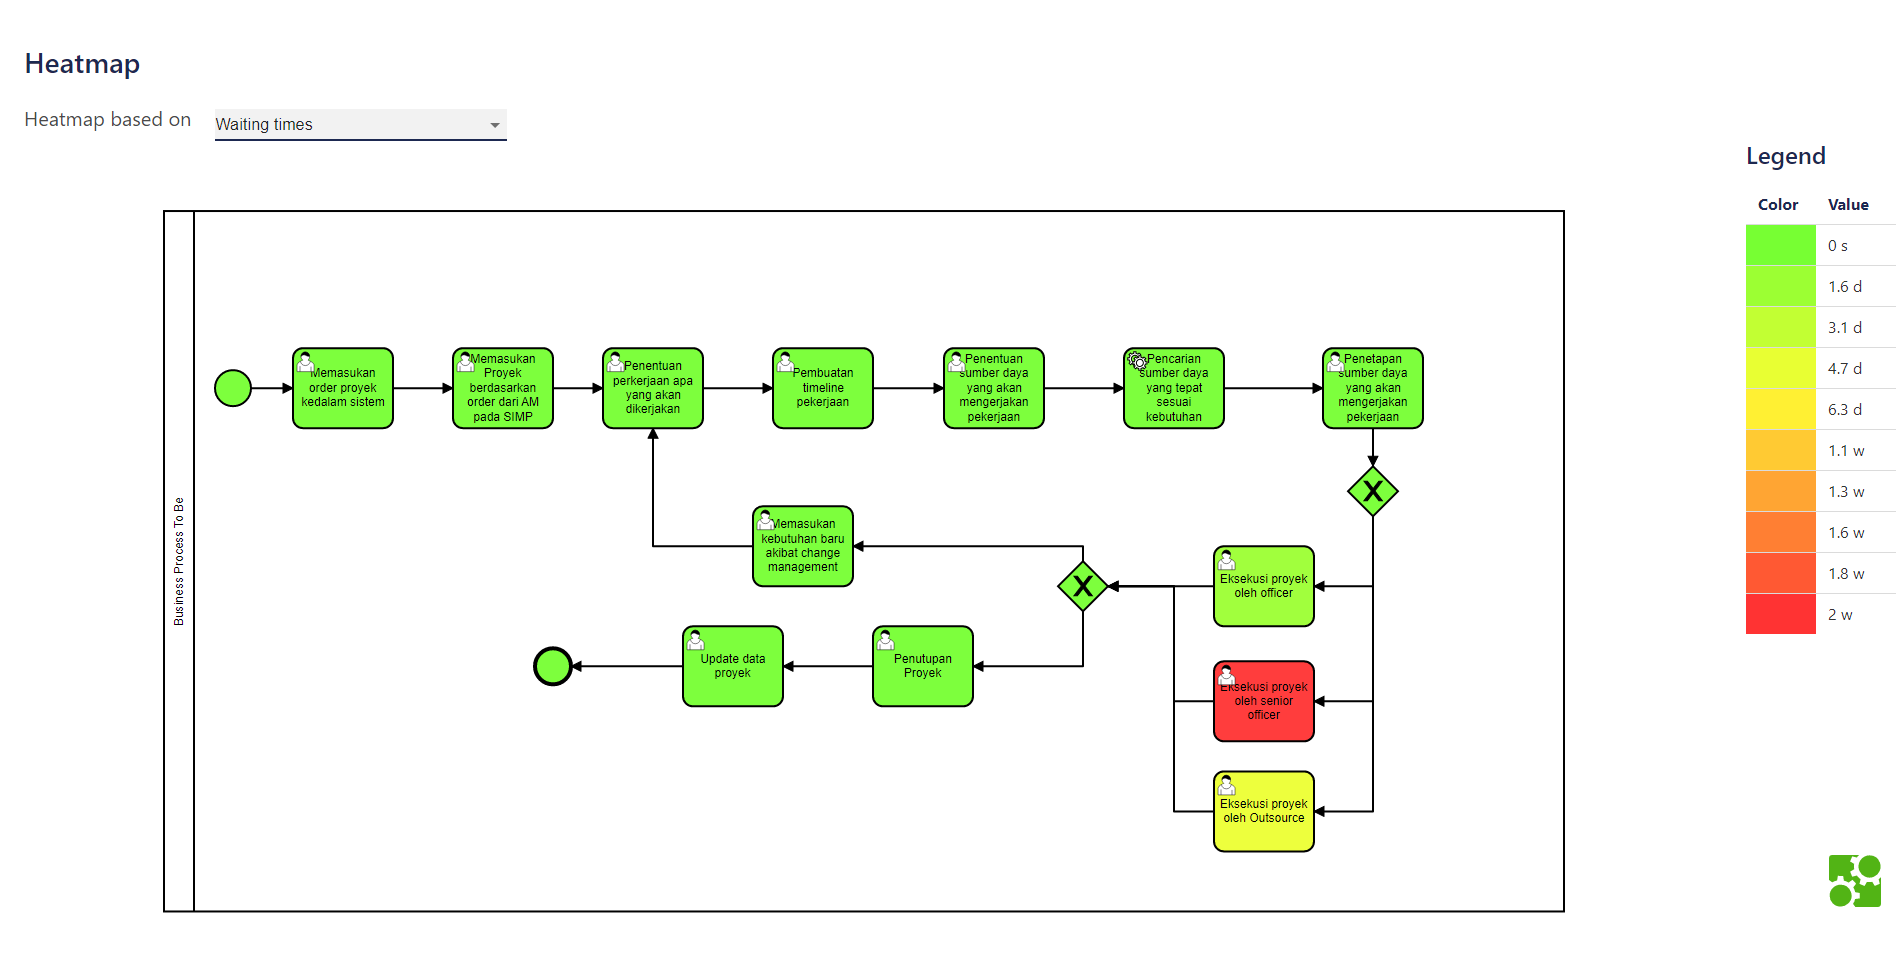 Heatmap
Heatmap based on
Waiting times
Legend
Color Value
0 s
1.6 d
3.1 d
4.7 d
6.3 d
1.1 w
1.3 w
1.6 w
1.8 w
2 w
Business Process To Be
Memasukan
order proyek
kedalam sistem
Memasukan
Proyek
berdasarkan
order dari AM
pada SIMP
Penentuan
perkerjaan apa
yang akan
dikerjakan
Pembuatan
timeline
pekerjaan
Penentuan
sumber daya
yang akan
mengerjakan
pekerjaan
Pencarian
sumber daya
yang tepat
sesuai
kebutuhan
Penetapan
sumber daya
yang akan
mengerjakan
pekerjaan
X
Memasukan
kebutuhan baru
akibat change
management
X
Eksekusi proyek
oleh officer
Update data
proyek
Penutupan
Proyek
Eksekusi proyek
oleh senior
officer
Eksekusi proyek
oleh Outsource